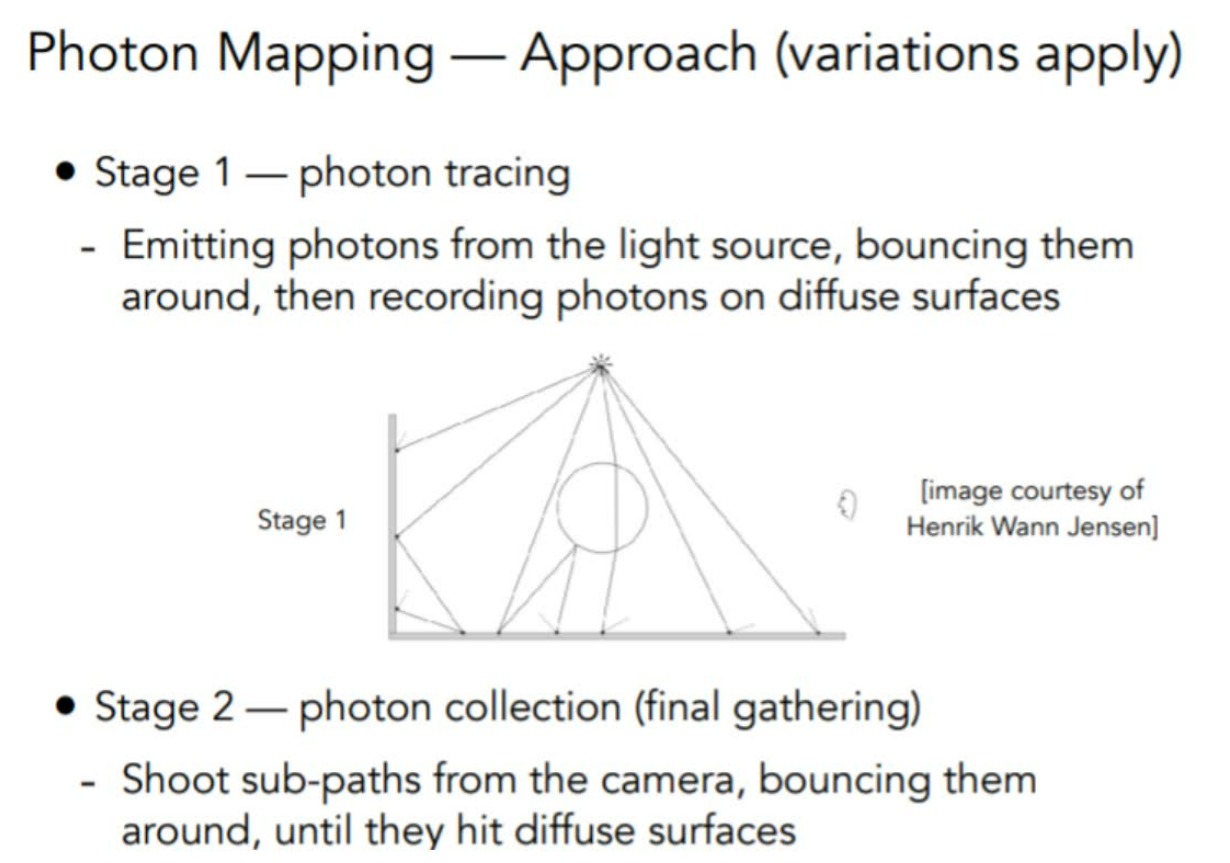 Photon Mapping — Approach (variations apply)
● Stage 1 — photon tracing
- Emitting photons from the light source, bouncing them
around, then recording photons on diffuse surfaces
Stage 1
[image courtesy of
Henrik Wann Jensen]
● Stage 2 — photon collection (final gathering)
- Shoot sub-paths from the camera, bouncing them
around, until they hit diffuse surfaces